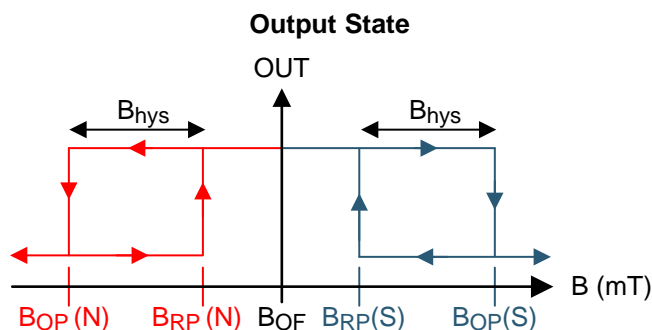 Output State
OUT
Bhys Bhys
B (mT)
BOP (N) BRP (N) BOF BRP(S) BOP(S)